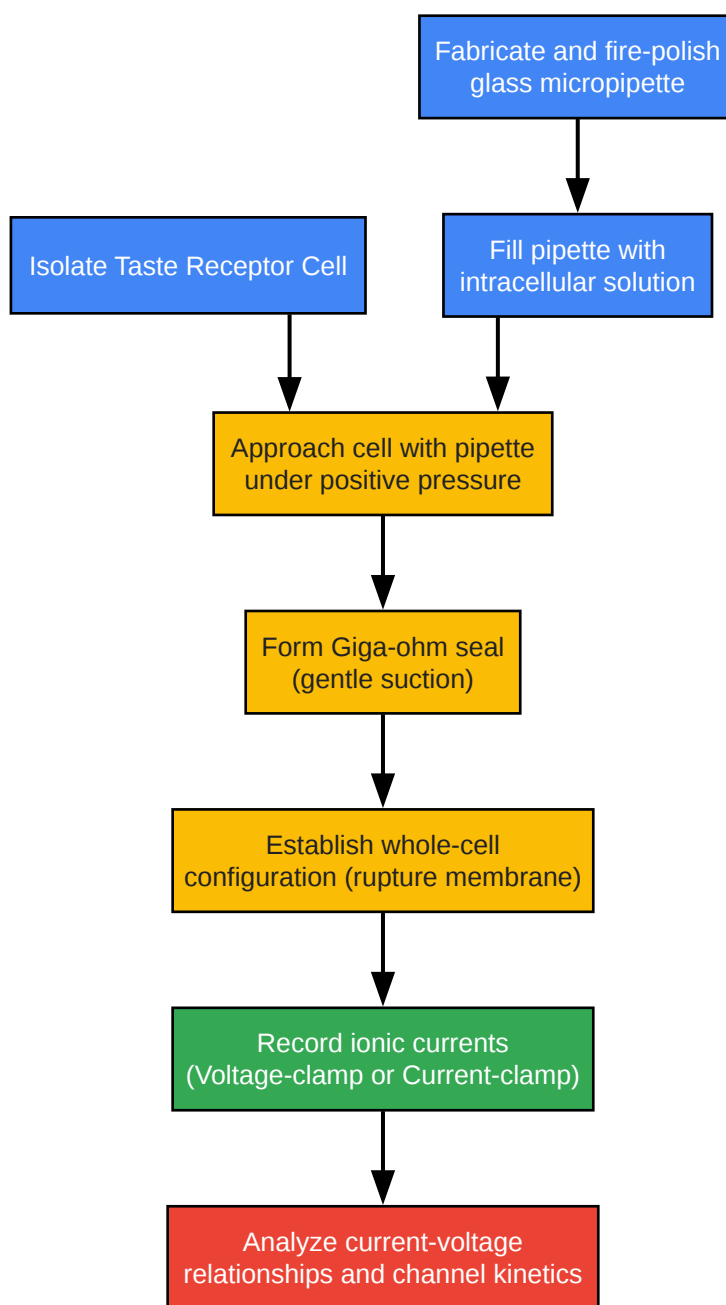 Fabricate and fire-polish
glass micropipette
Isolate Taste Receptor Cell
Fill pipette with
intracellular solution
Approach cell with pipette
under positive pressure
Form Giga-ohm seal
(gentle suction)
Establish whole-cell
configuration (rupture membrane)
Record ionic currents
(Voltage-clamp or Current-clamp)
Analyze current-voltage
relationships and channel kinetics